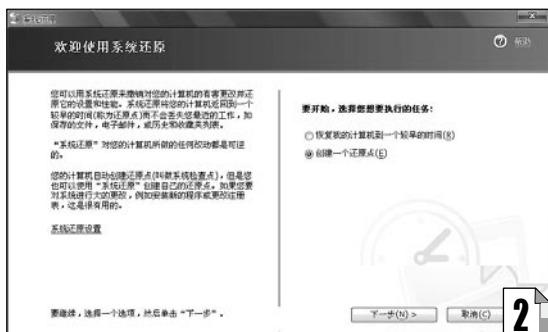 系统还原
欢迎使用系统还原
帮助
您可以用系统还原来撤销对您的计算机的有害更改并还
原它的设置和性能。系统还原将您的计算机返回到一个
较早的时间(称为还原点)而不会丢失您最近的工作，如
保存的文件，电子邮件，或历史和收藏夹列表。
“系统还原”对您的计算机所做的任何改动都是可逆
的。
您的计算机自动创建还原点(叫做系统检查点)，但是您
也可以使用“系统还原”创建自己的还原点。如果您要
对系统进行大的更改，例如安装新的程序或更改注册
表，这是很有用的。
系统还原设置
要继续，选择一个选项，然后单击“下一步”。
要开始，选择您想要执行的任务:
恢复我的计算机到一个较早的时间(R)
创建一个还原点(E)
下一步(N) >
取消(C)
2